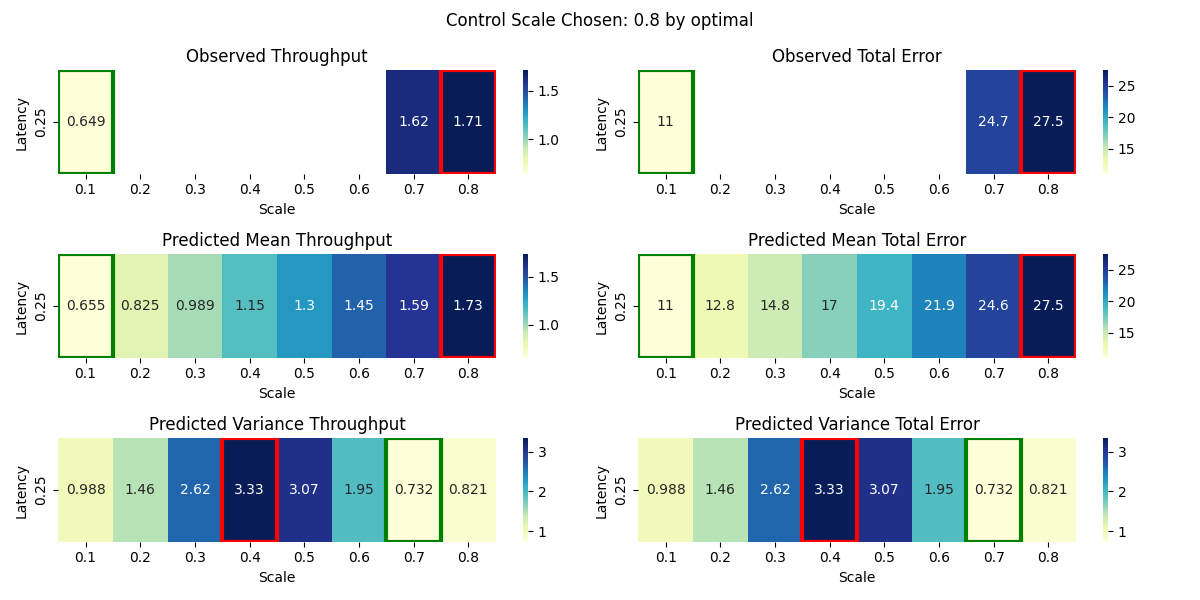 Control Scale Chosen: 0.8 by optimal
Observed Throughput
Latency
0.25
0.649 1.62 1.71
0.1 0.2 0.3 0.4 0.5 0.6 0.7 0.8
Scale
1.5
1.0
Observed Total Error
Latency
0.25
11 24.7 27.5
0.1 0.2 0.3 0.4 0.5 0.6 0.7 0.8
Scale
25
20
15
Predicted Mean Throughput
Latency
0.25
0.655 0.825 0.989 1.15 1.3 1.45 1.59 1.73
0.1 0.2 0.3 0.4 0.5 0.6 0.7 0.8
Scale
1.5
1.0
Predicted Mean Total Error
Latency
0.25
11 12.8 14.8 17 19.4 21.9 24.6 27.5
0.1 0.2 0.3 0.4 0.5 0.6 0.7 0.8
Scale
25
20
15
Predicted Variance Throughput
Latency
0.25
0.988 1.46 2.62 3.33 3.07 1.95 0.732 0.821
0.1 0.2 0.3 0.4 0.5 0.6 0.7 0.8
Scale
3
2
1
Predicted Variance Total Error
Latency
0.25
0.988 1.46 2.62 3.33 3.07 1.95 0.732 0.821
0.1 0.2 0.3 0.4 0.5 0.6 0.7 0.8
Scale
3
2
1